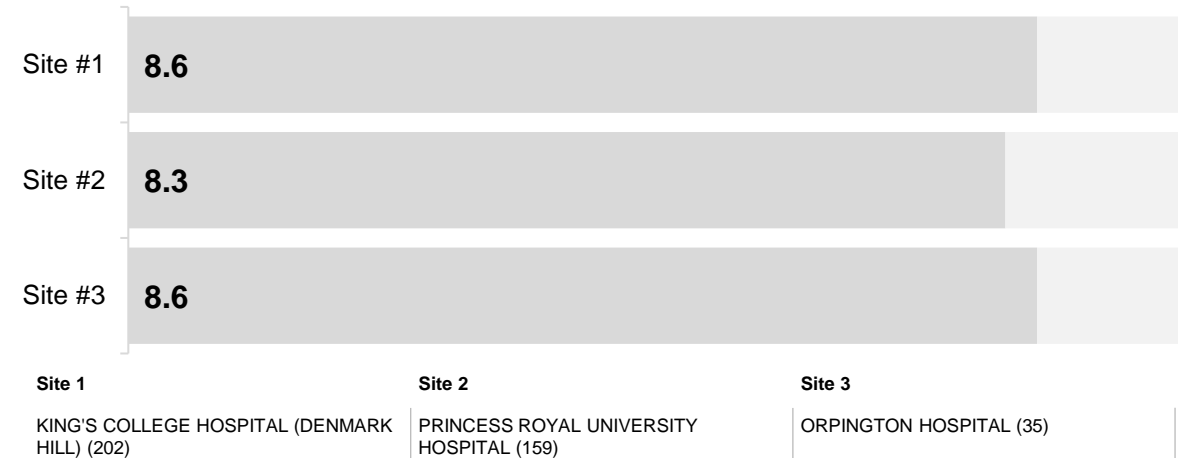 Site #1
8.6
Site #2
8.3
Site #3
8.6
Site 1
Site 2
Site 3
KING'S COLLEGE HOSPITAL (DENMARK
HILL) (202)
PRINCESS ROYAL UNIVERSITY
HOSPITAL (159)
ORPINGTON HOSPITAL (35)